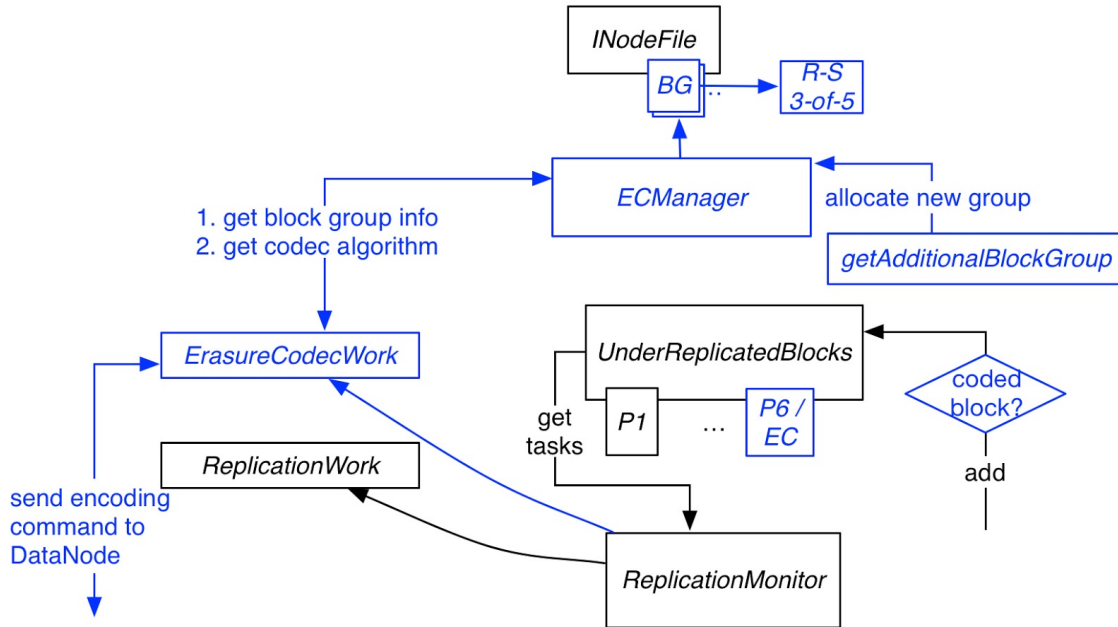 INodeFile
BG
..
R-S
3-of-5
ECManager
allocate new group
getAdditionalBlockGroup
1. get block group info
2. get codec algorithm
ErasureCodecWork
UnderReplicatedBlocks
P1
...
P6 /
EC
coded
block?
add
get
tasks
ReplicationWork
send encoding
command to
DataNode
ReplicationMonitor